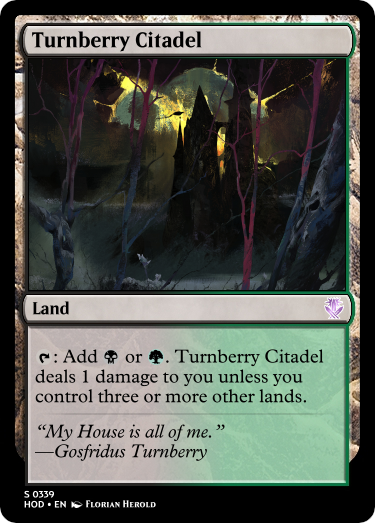 Turnberry Citadel
Land
: Add or . Turnberry Citadel
deals 1 damage to you unless you
control three or more other lands.
“My House is all of me.”
—Gosfridus Turnberry
S 0339
HOD • EN Florian Herold